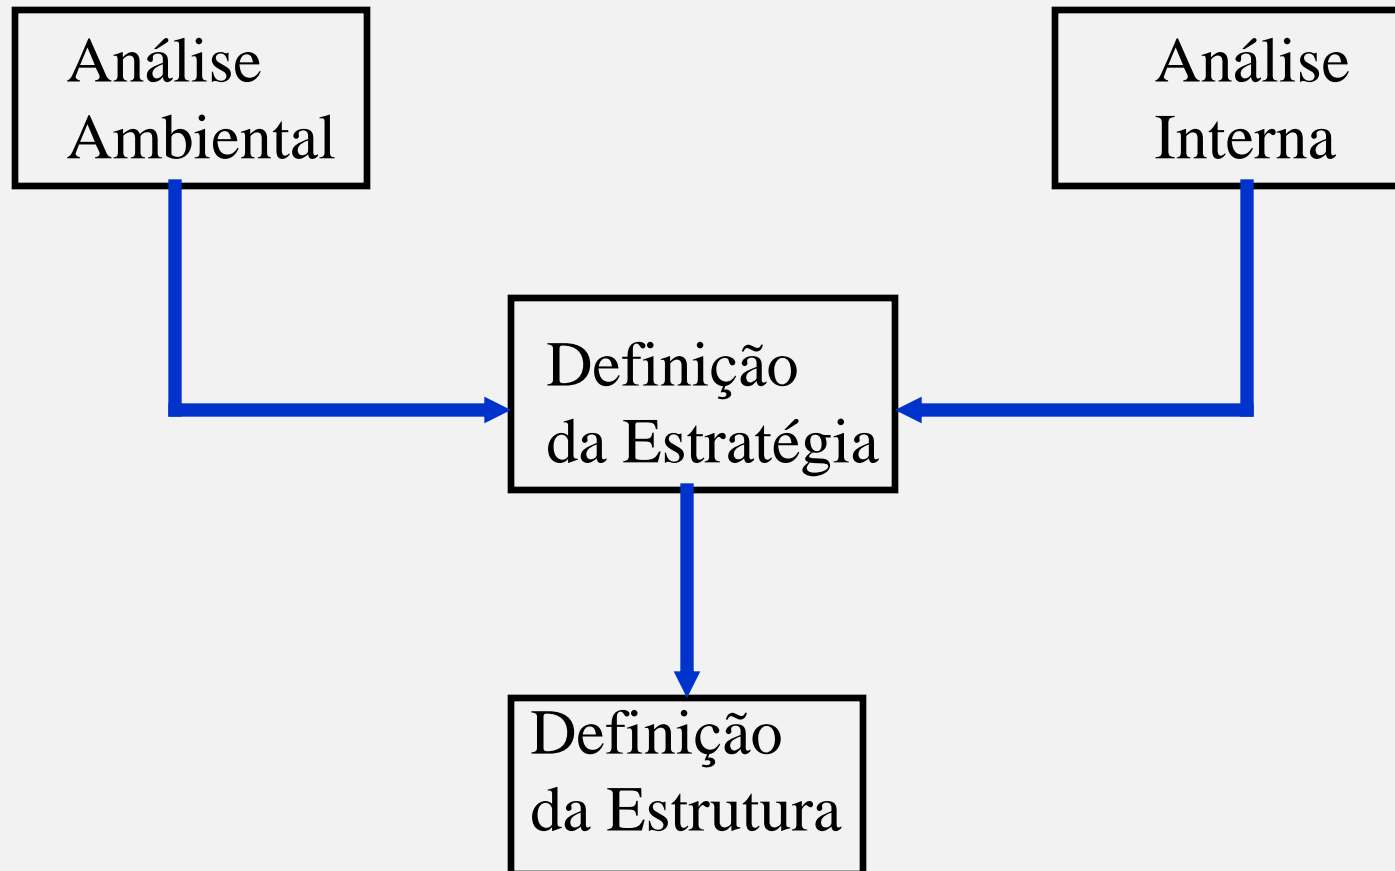 Análise
Ambiental
Análise
Interna
Definição
da Estratégia
Definição
da Estrutura